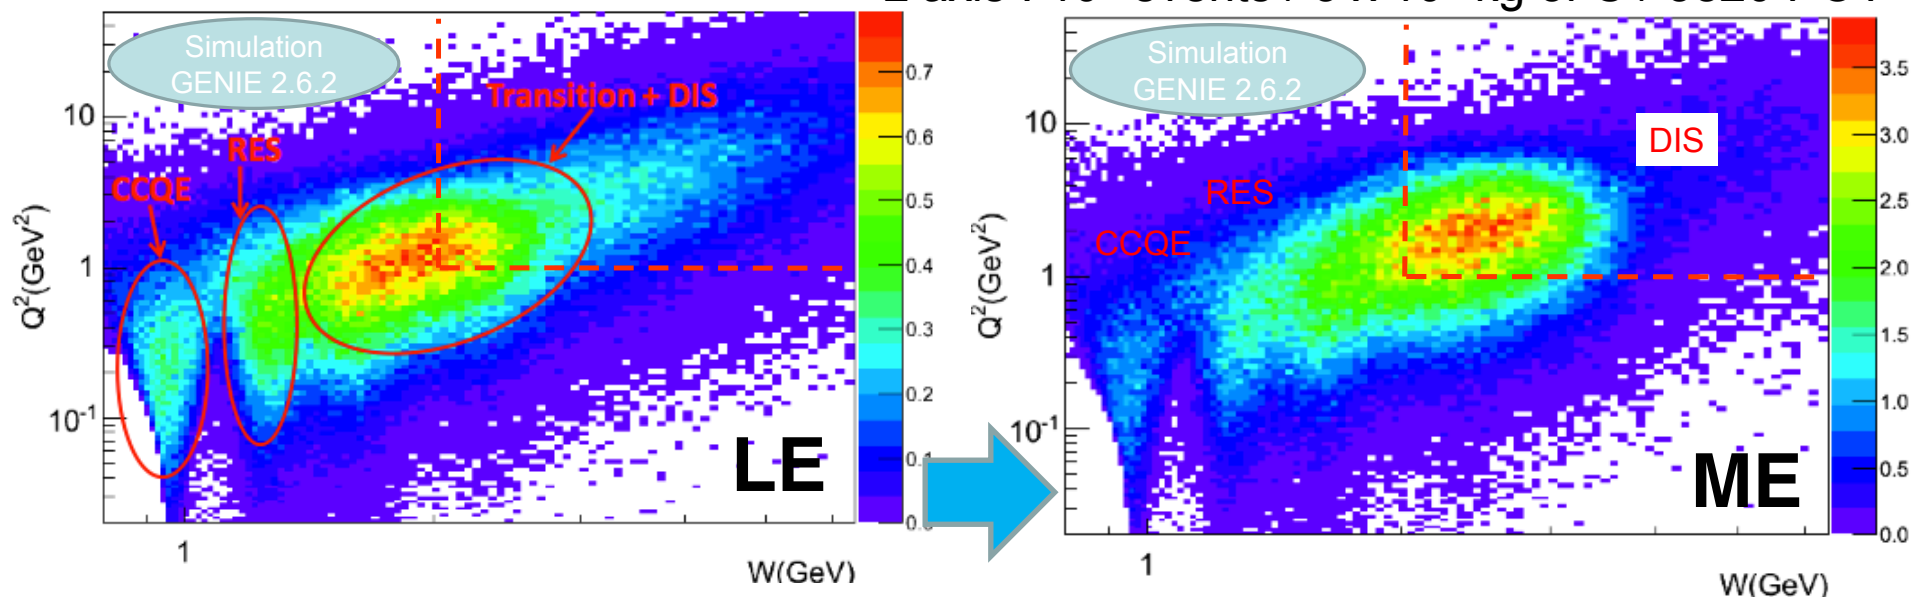 Simulation
GENIE 2.6.2
Transition + DIS
RES
CCQE
10
1
10-1
Q2(GeV2)
1
W(GeV)
LE
0.7
0.6
0.5
0.4
0.3
0.2
0.1
Simulation
GENIE 2.6.2
DIS
RES
CCQE
10
1
10-1
Q2(GeV2)
1
W(GeV)
ME
3.5
3.0
2.5
2.0
1.5
1.0
0.5
0.0